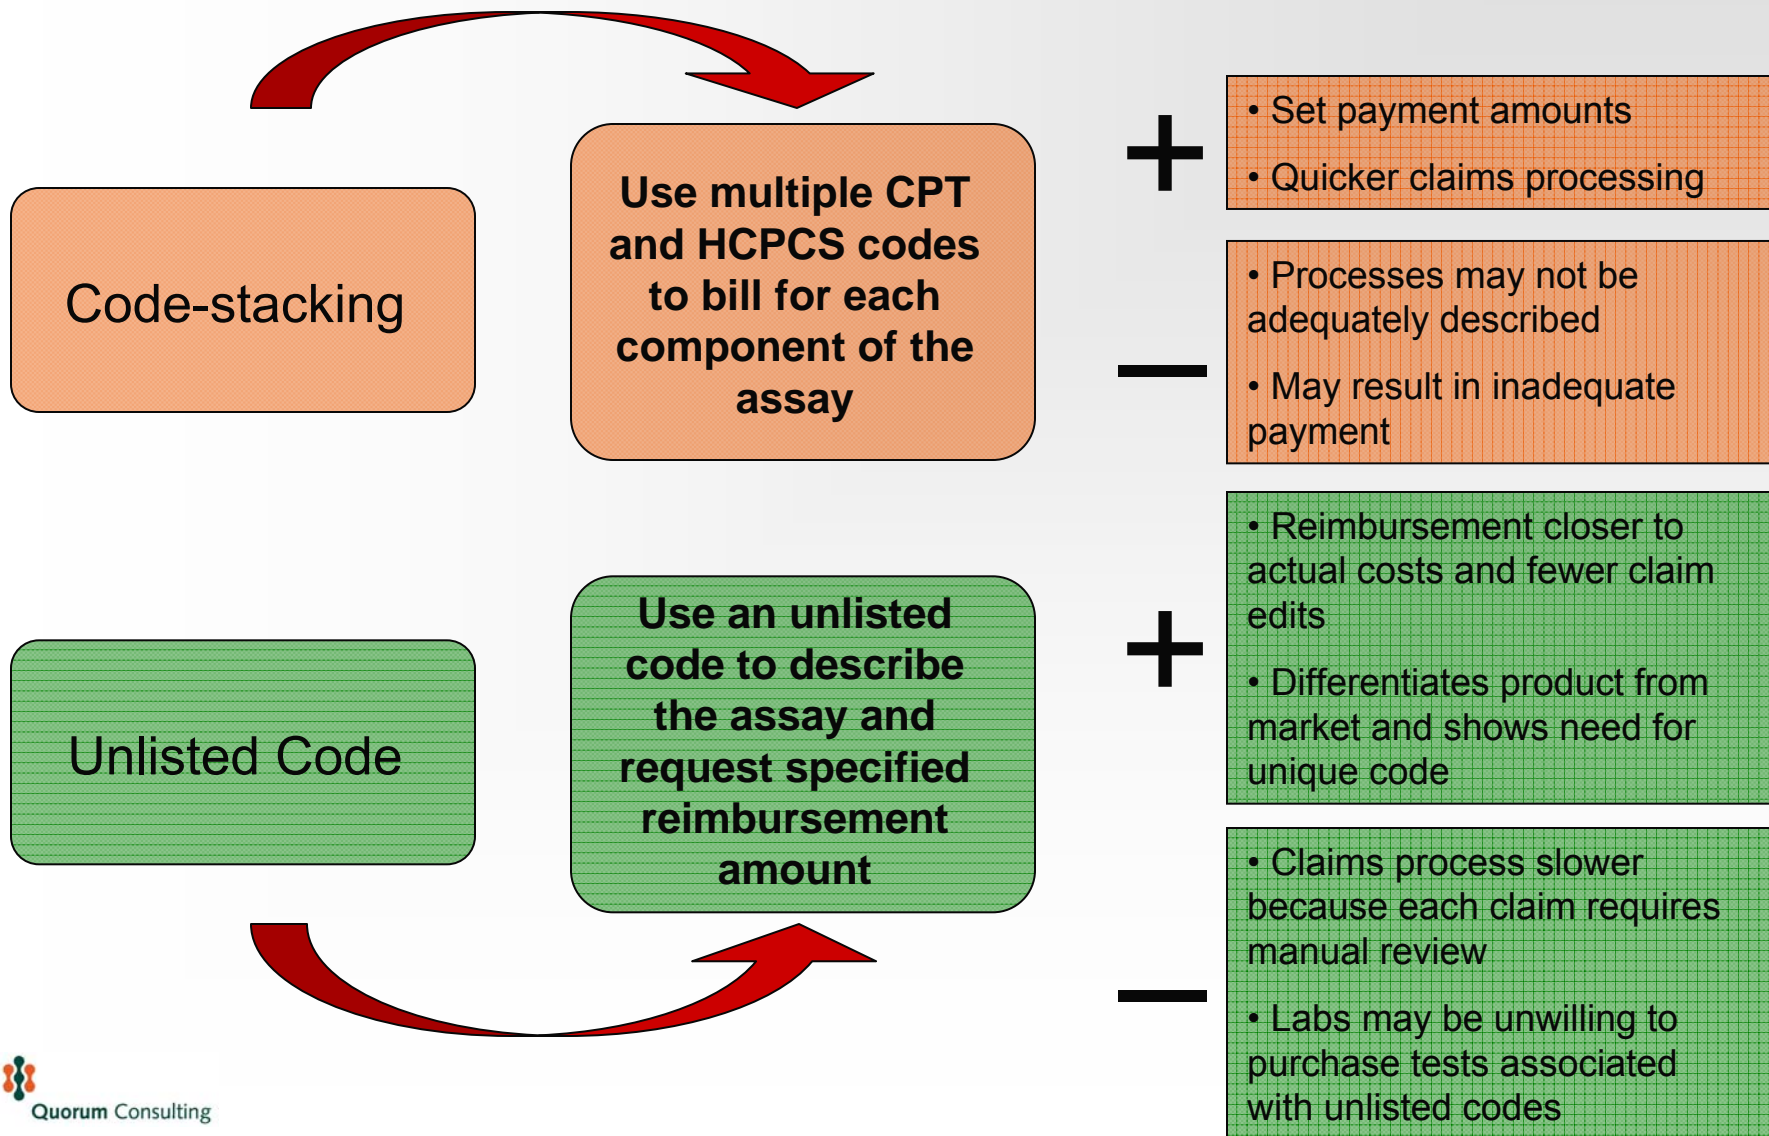 Code-stacking
Use multiple CPT
and HCPCS codes
to bill for each
component of the
assay
+
• Set payment amounts
• Quicker claims processing
–
• Processes may not be
adequately described
• May result in inadequate
payment
Unlisted Code
Use an unlisted
code to describe
the assay and
request specified
reimbursement
amount
+
• Reimbursement closer to
actual costs and fewer claim
edits
• Differentiates product from
market and shows need for
unique code
–
• Claims process slower
because each claim requires
manual review
• Labs may be unwilling to
purchase tests associated
with unlisted codes
Quorum Consulting